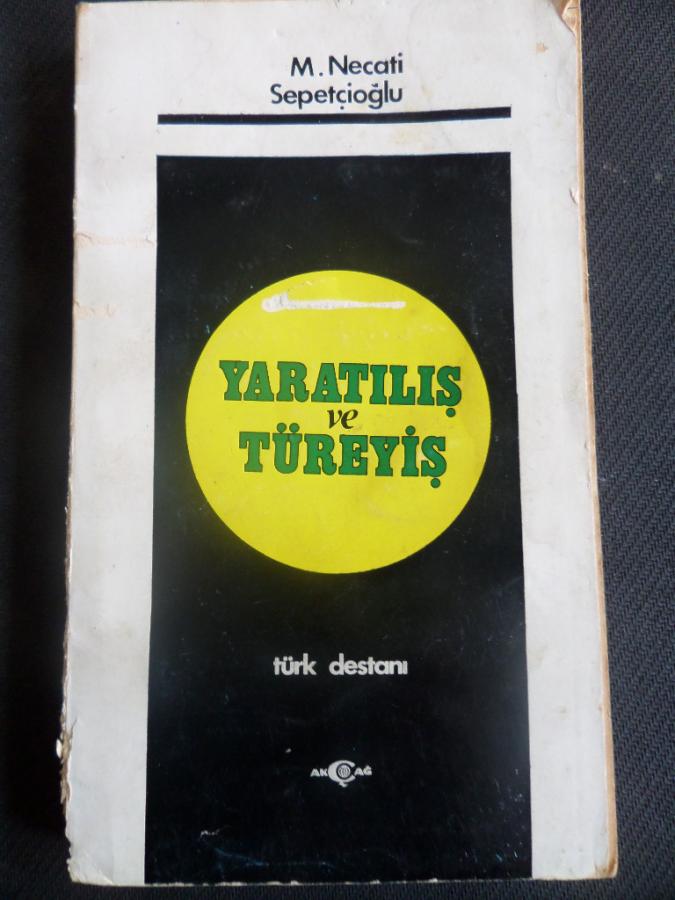 M. Necati
Sepetçioğlu
YARATILIŞ
ve
TÜREYİŞ
türk destanı
AKÇAĞ